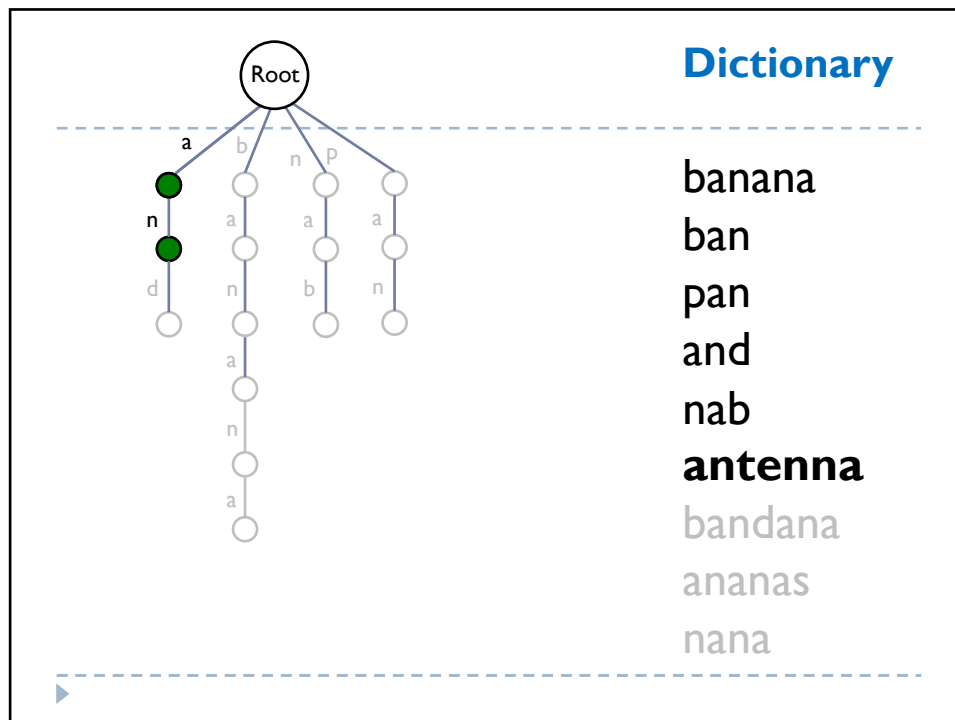 Root
Dictionary
a b n p
n a a a
d n b n
a
n
a
banana
ban
pan
and
nab
antenna
bandana
ananas
nana